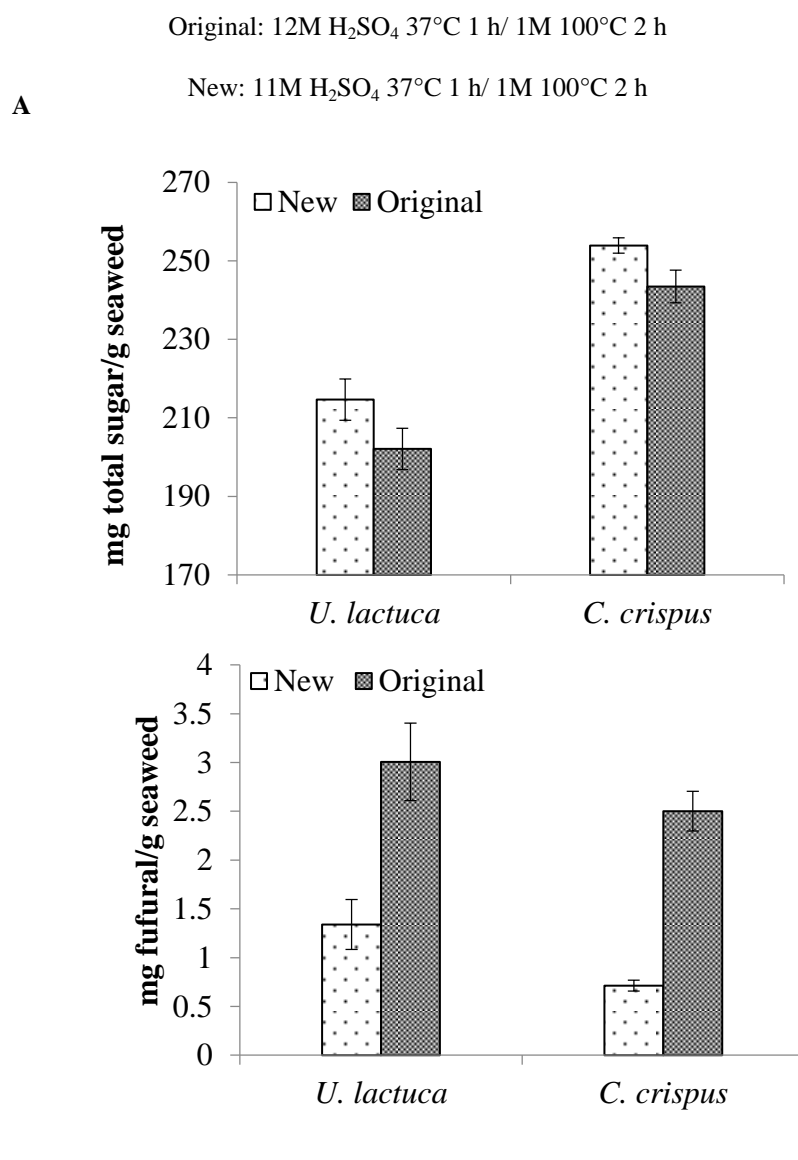 Original: 12M H₂SO₄ 37°C 1 h/ 1M 100°C 2 h
New: 11M H₂SO₄ 37°C 1 h/ 1M 100°C 2 h
A
270
250
230
210
190
170
mg total sugar/g seaweed
New Original
U. lactuca C. crispus
4
3.5
3
2.5
2
1.5
1
0.5
0
mg fufural/g seaweed
New Original
U. lactuca C. crispus